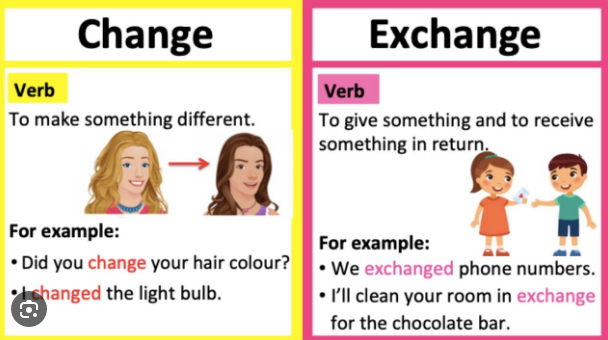 Change
Verb
To make something different.
For example:
• Did you change your hair colour?
• I changed the light bulb.
Exchange
Verb
To give something and to receive
something in return.
For example:
• We exchanged phone numbers.
• I’ll clean your room in exchange
for the chocolate bar.